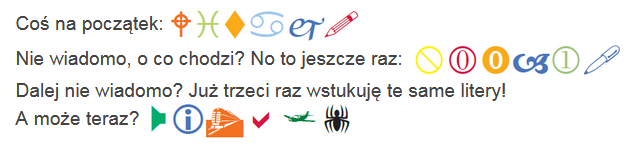 Coś na początek:
Nie wiadomo, o co chodzi? No to jeszcze raz:
Dalej nie wiadomo? Już trzeci raz wstukuję te same litery!
A może teraz?